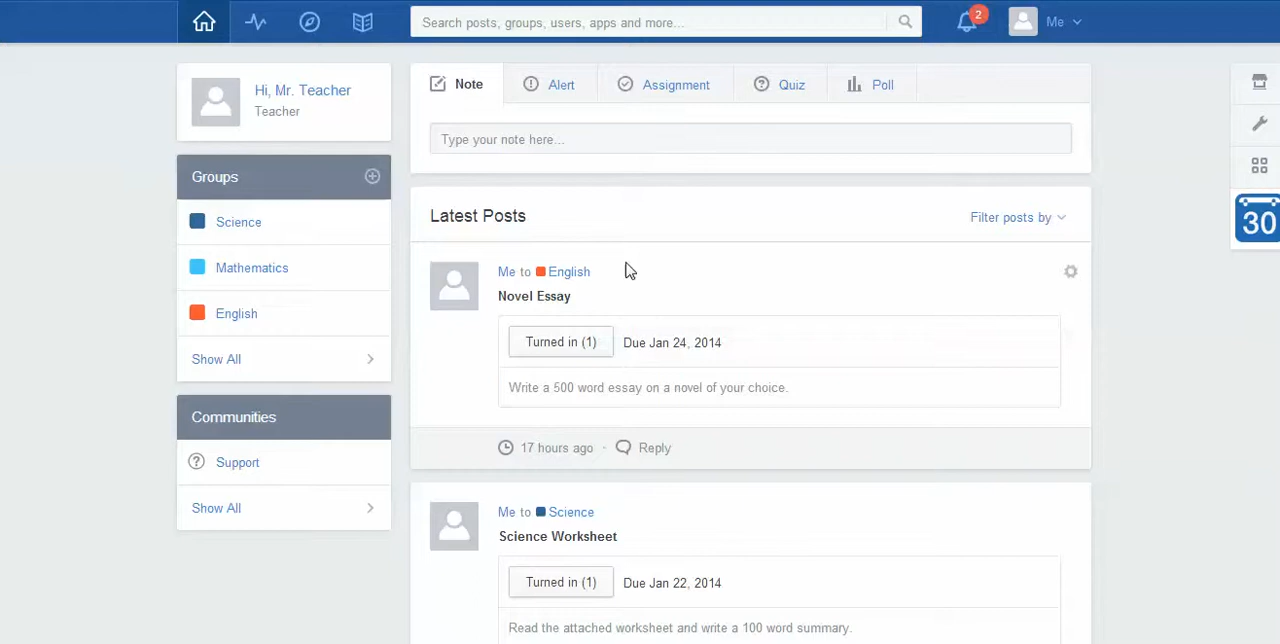 Search posts, groups, users, apps and more...
2
Me
Hi, Mr. Teacher
Teacher
Groups
Science
Mathematics
English
Show All
Communities
Support
Show All
Note
Alert
Assignment
Quiz
Poll
Type your note here...
Latest Posts
Filter posts by
Me to English
Novel Essay
Turned in (1)
Due Jan 24, 2014
Write a 500 word essay on a novel of your choice.
17 hours ago · Reply
Me to Science
Science Worksheet
Turned in (1)
Due Jan 22, 2014
Read the attached worksheet and write a 100 word summary.
30